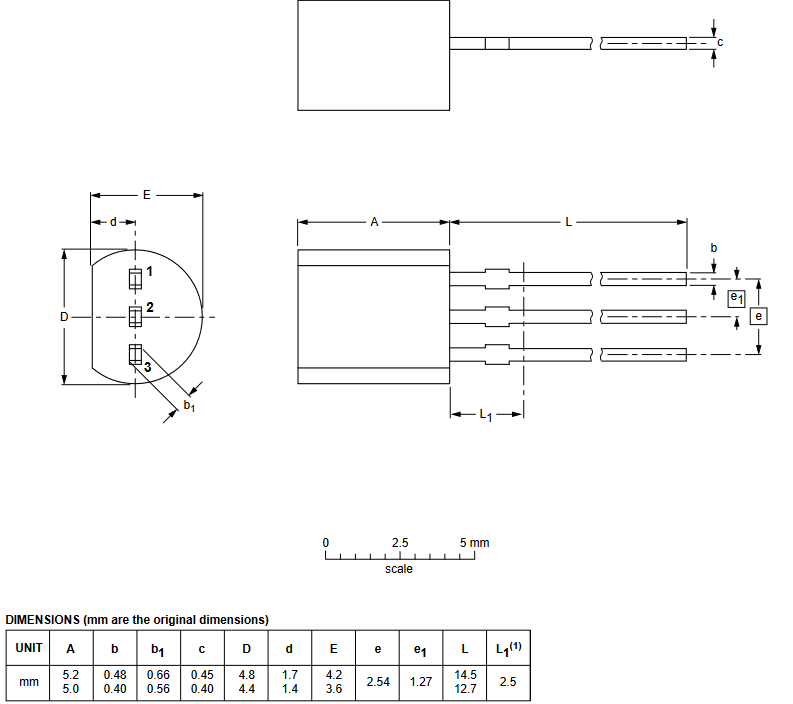 c
E
d
A
L
b
1
e1
2
D
e
3
b1
L1
0 2.5 5 mm
scale
DIMENSIONS (mm are the original dimensions)
UNIT A b b1 c D d E e e1 L L1(1)
mm 5.2 0.48 0.66 0.45 4.8 1.7 4.2 2.54 1.27 14.5 2.5
5.0 0.40 0.56 0.40 4.4 1.4 3.6 12.7